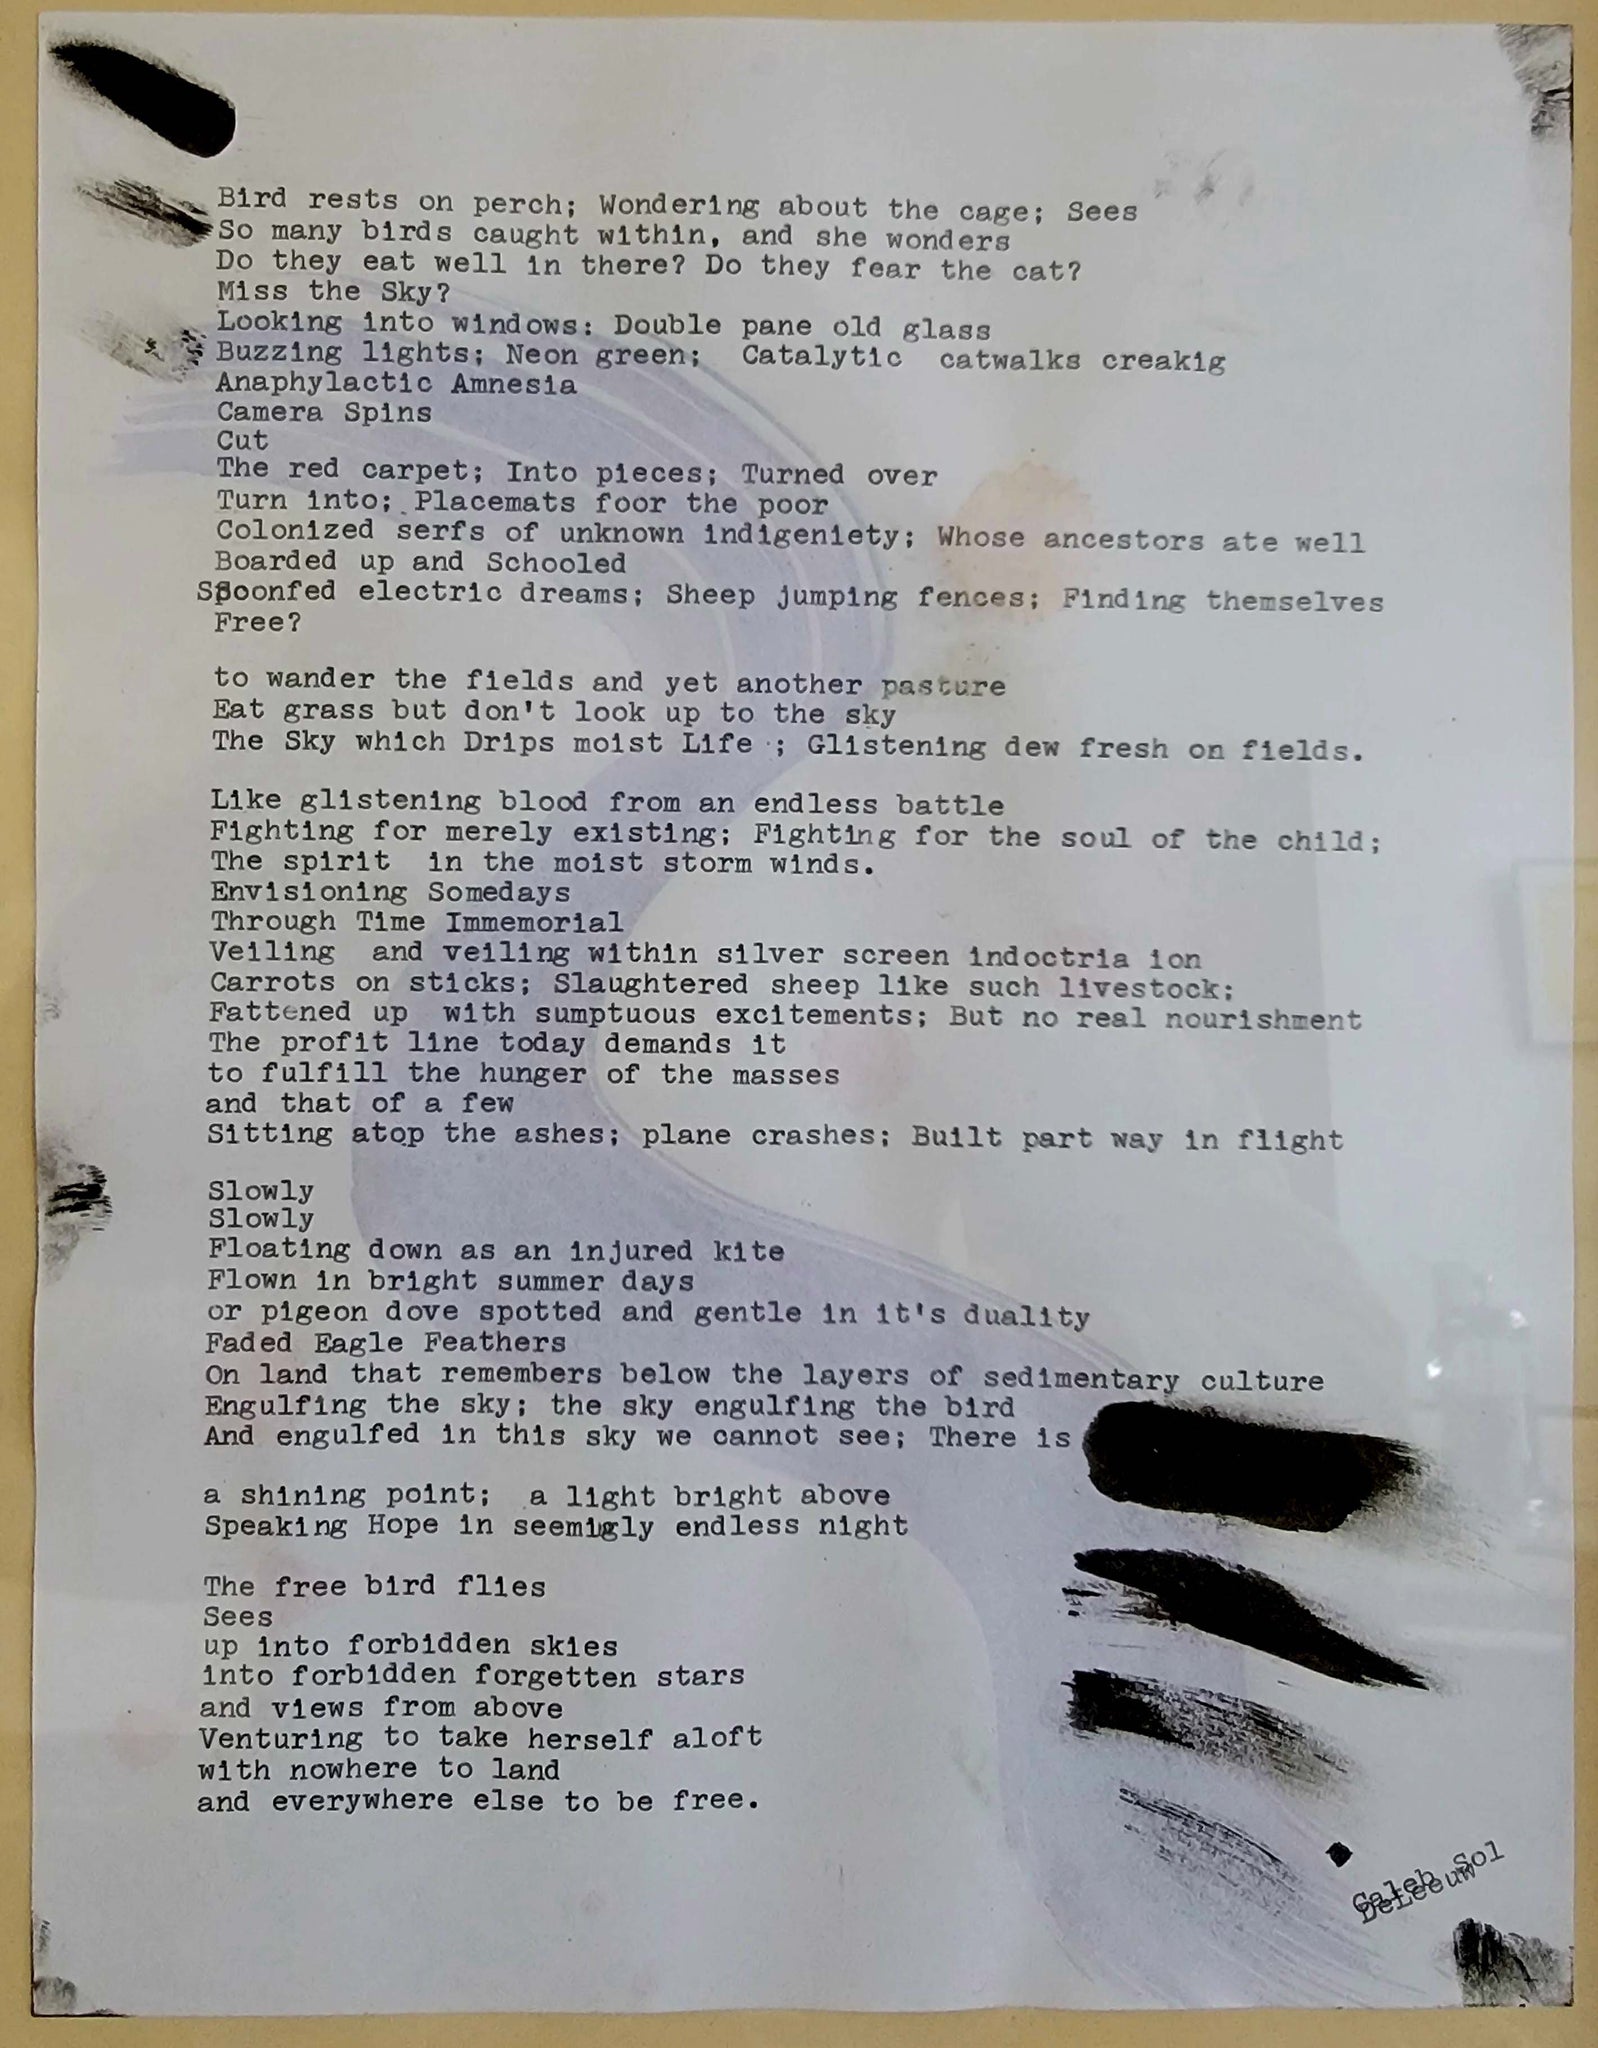 Bird rests on perch; Wondering about the cage; Sees
So many birds caught within, and she wonders
Do they eat well in there? Do they fear the cat?
Miss the Sky?
Looking into windows: Double pane old glass
Buzzing lights; Neon green; Catalytic catwalks creakig
Anaphylactic Amnesia
Camera Spins
Cut
The red carpet; Into pieces; Turned over
Turn into; Placemats foor the poor
Colonized serfs of unknown indigeniety; Whose ancestors ate well
Boarded up and Schooled
Spoonfed electric dreams; Sheep jumping fences; Finding themselves
Free?
to wander the fields and yet another pasture
Eat grass but don't look up to the sky
The Sky which Drips moist Life ; Glistening dew fresh on fields.
Like glistening blood from an endless battle
Fighting for merely existing; Fighting for the soul of the child;
The spirit in the moist storm winds.
Envisioning Somedays
Through Time Immemorial
Veiling and veiling within silver screen indoctria ion
Carrots on sticks; Slaughtered sheep like such livestock;
Fattened up with sumptuous excitements; But no real nourishment
The profit line today demands it
to fulfill the hunger of the masses
and that of a few
Sitting atop the ashes; plane crashes; Built part way in flight
Slowly
Slowly
Floating down as an injured kite
Flown in bright summer days
or pigeon dove spotted and gentle in it's duality
Faded Eagle Feathers
On land that remembers below the layers of sedimentary culture
Engulfing the sky; the sky engulfing the bird
And engulfed in this sky we cannot see; There is
a shining point; a light bright above
Speaking Hope in seemigly endless night
The free bird flies
Sees
up into forbidden skies
into forbidden forgetten stars
and views from above
Venturing to take herself aloft
with nowhere to land
and everywhere else to be free.
Caleb Sol
DeLeeuw